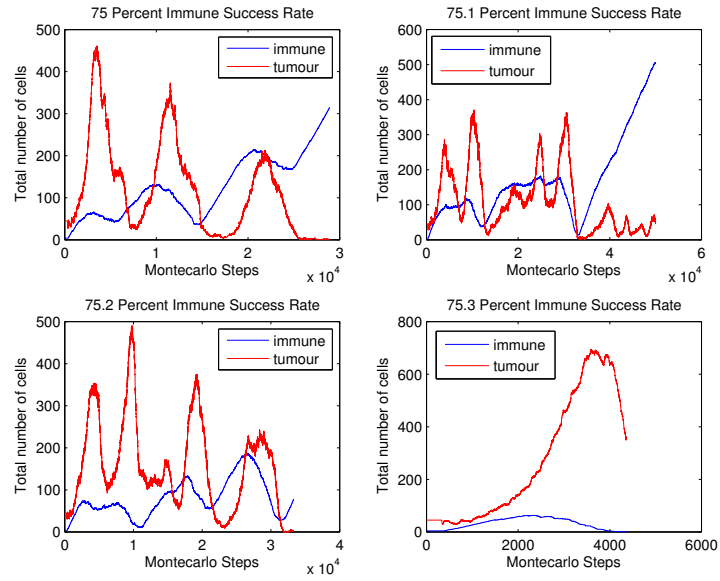 75 Percent Immune Success Rate
500
400
300
200
100
0
0
1
2
3
x 10^4
Total number of cells
Montecarlo Steps
immune
tumour
75.1 Percent Immune Success Rate
600
500
400
300
200
100
0
0
2
4
6
x 10^4
Total number of cells
Montecarlo Steps
immune
tumour
75.2 Percent Immune Success Rate
500
400
300
200
100
0
0
1
2
3
4
x 10^4
Total number of cells
Montecarlo Steps
immune
tumour
75.3 Percent Immune Success Rate
800
600
400
200
0
0
2000
4000
6000
Total number of cells
Montecarlo Steps
immune
tumour